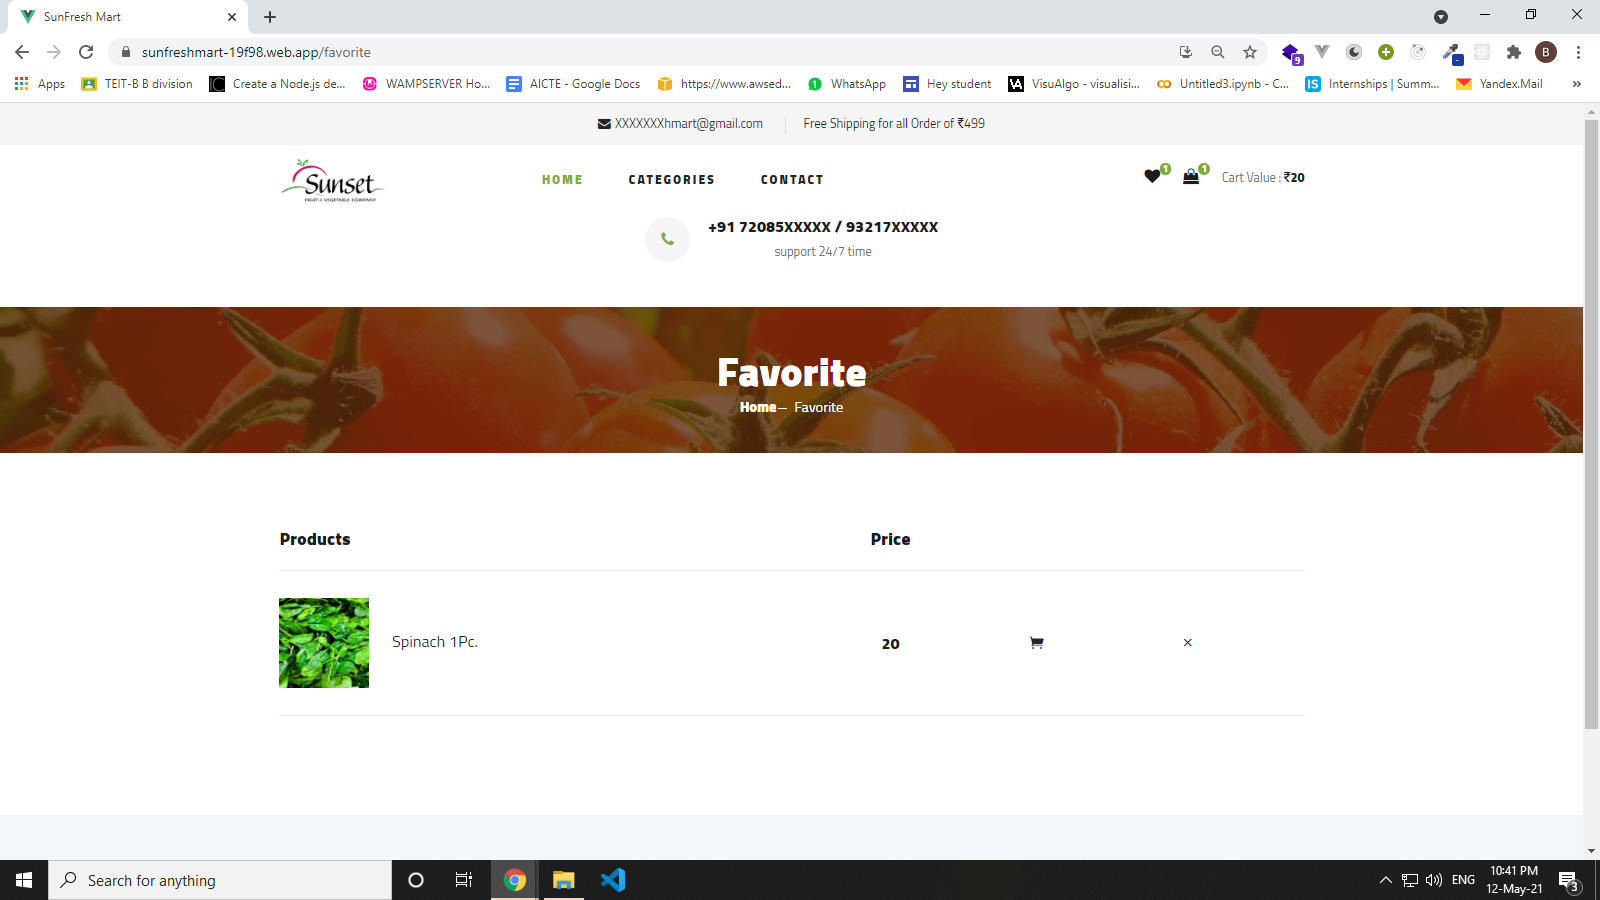 SunFresh Mart
sunfreshmart-19f98.web.app/favorite
9
B
Apps
TEIT-B B division
Create a Node.js de...
WAMPSERVER Ho...
AICTE - Google Docs
https://www.awsed...
1
WhatsApp
Hey student
VisuAlgo - visualisi...
Untitled3.ipynb - C...
IS
Internships | Summ...
Yandex.Mail
»
XXXXXXXhmart@gmail.com
Free Shipping for all Order of ₹499
Sunset
FRUIT & VEGETABLE COMPANY
HOME
CATEGORIES
CONTACT
1
1
Cart Value : ₹20
+91 72085XXXXX / 93217XXXXX
support 24/7 time
Favorite
Home – Favorite
Products
Price
Spinach 1Pc.
20
Search for anything
ENG
10:41 PM
12-May-21
3